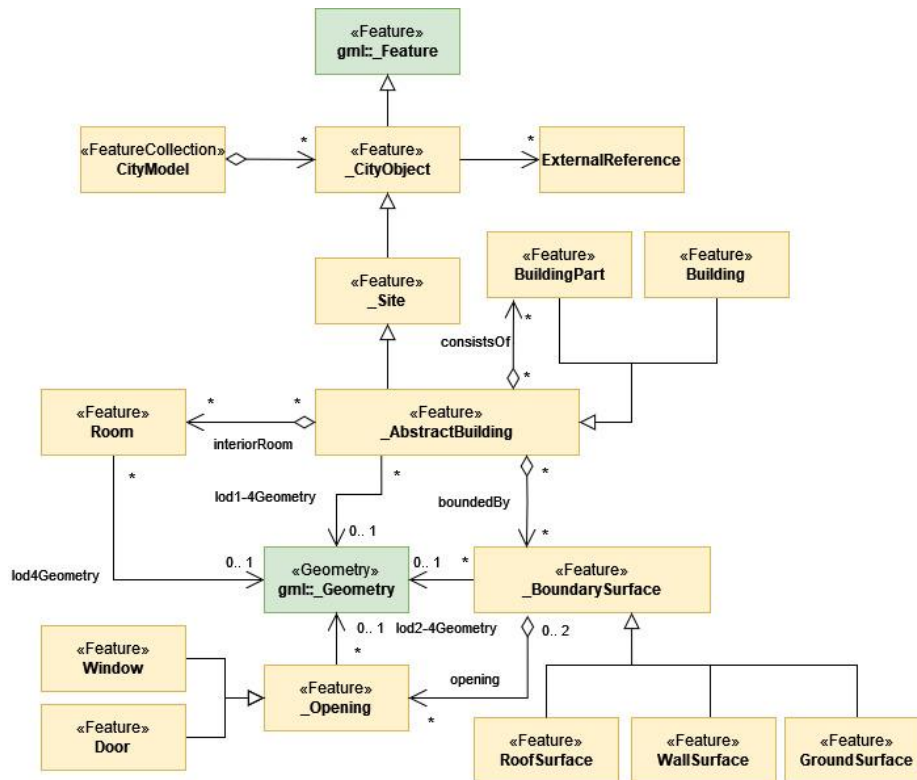 «Feature»
gml::_Feature
«FeatureCollection»
CityModel
*
«Feature»
_CityObject
*
ExternalReference
«Feature»
_Site
«Feature»
BuildingPart
«Feature»
Building
consistsOf
*
*
«Feature»
Room
*
*
interiorRoom
«Feature»
_AbstractBuilding
*
lod1-4Geometry
*
0.. 1
*
boundedBy
*
lod4Geometry
0.. 1
«Geometry»
gml::_Geometry
0.. 1
*
«Feature»
_BoundarySurface
0.. 1
lod2-4Geometry
*
0.. 2
opening
*
«Feature»
Window
«Feature»
Door
«Feature»
_Opening
«Feature»
RoofSurface
«Feature»
WallSurface
«Feature»
GroundSurface